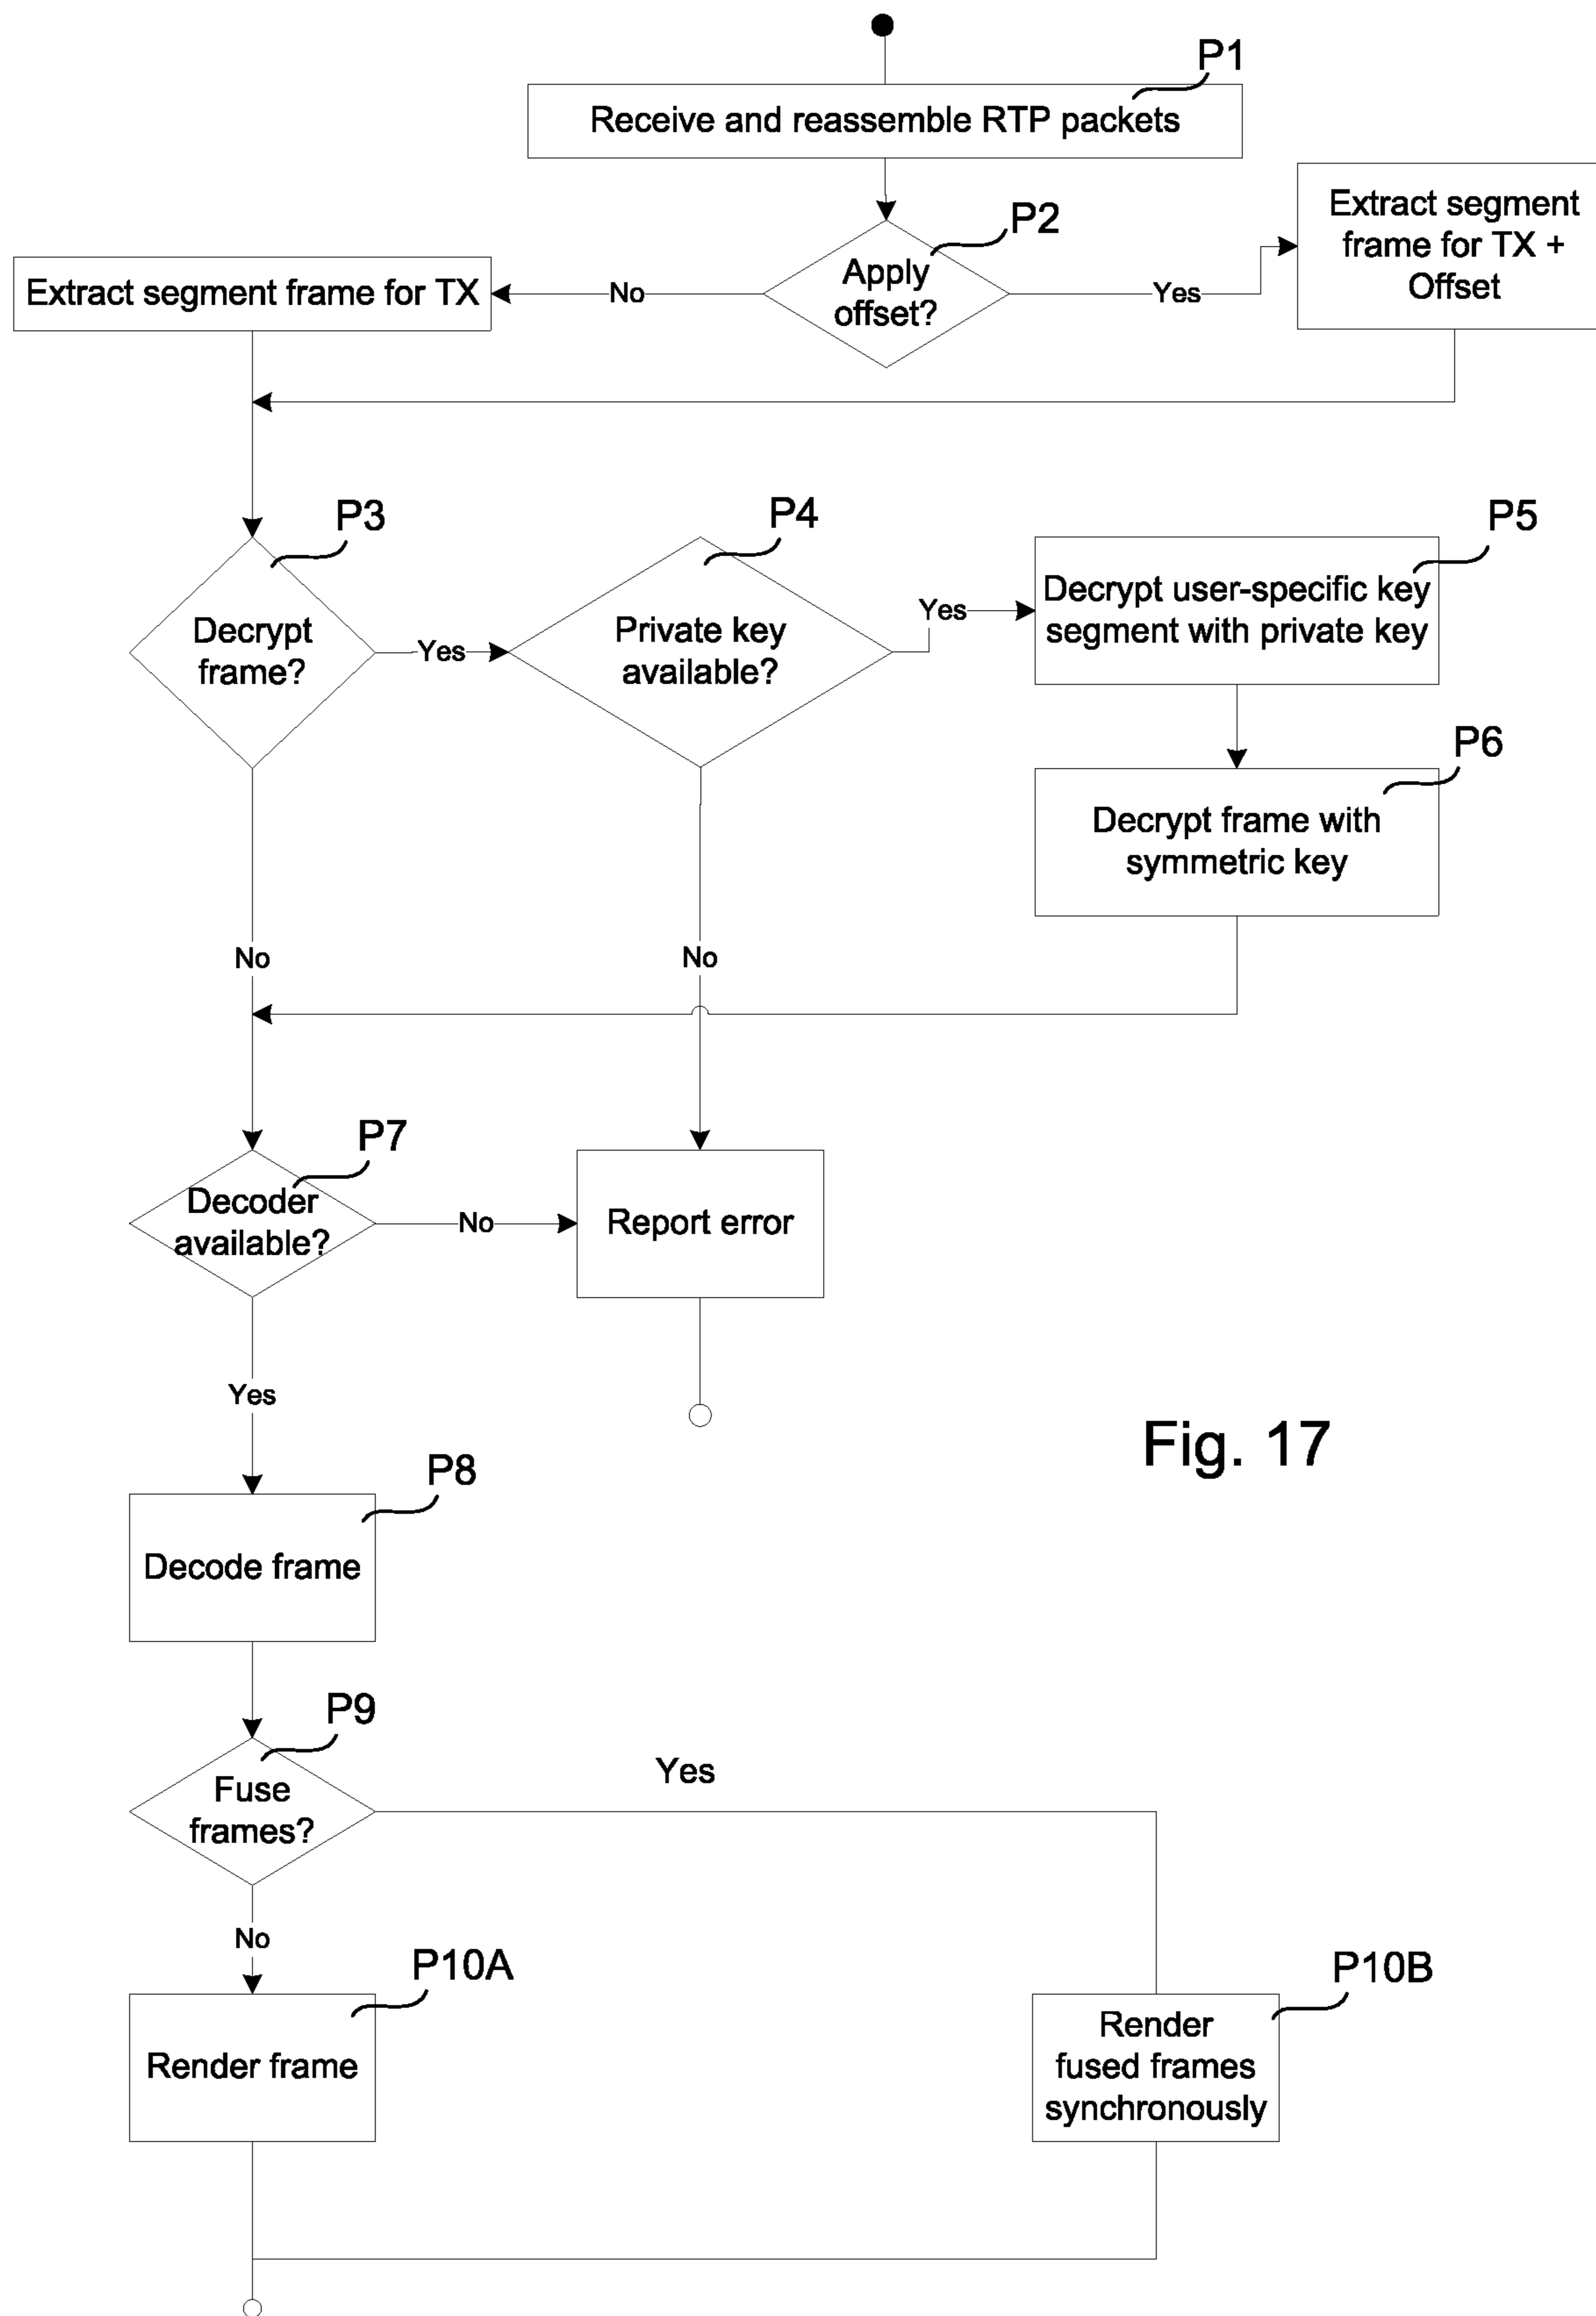 P1
Receive and reassemble RTP packets
P2
Apply
offset?
No
Yes
Extract segment frame for TX
Extract segment
frame for TX +
Offset
P3
Decrypt
frame?
Yes
P4
Private key
available?
Yes
P5
Decrypt user-specific key
segment with private key
P6
Decrypt frame with
symmetric key
No
No
P7
Decoder
available?
No
Report error
Yes
Fig. 17
P8
Decode frame
P9
Fuse
frames?
Yes
No
P10A
Render frame
P10B
Render
fused frames
synchronously